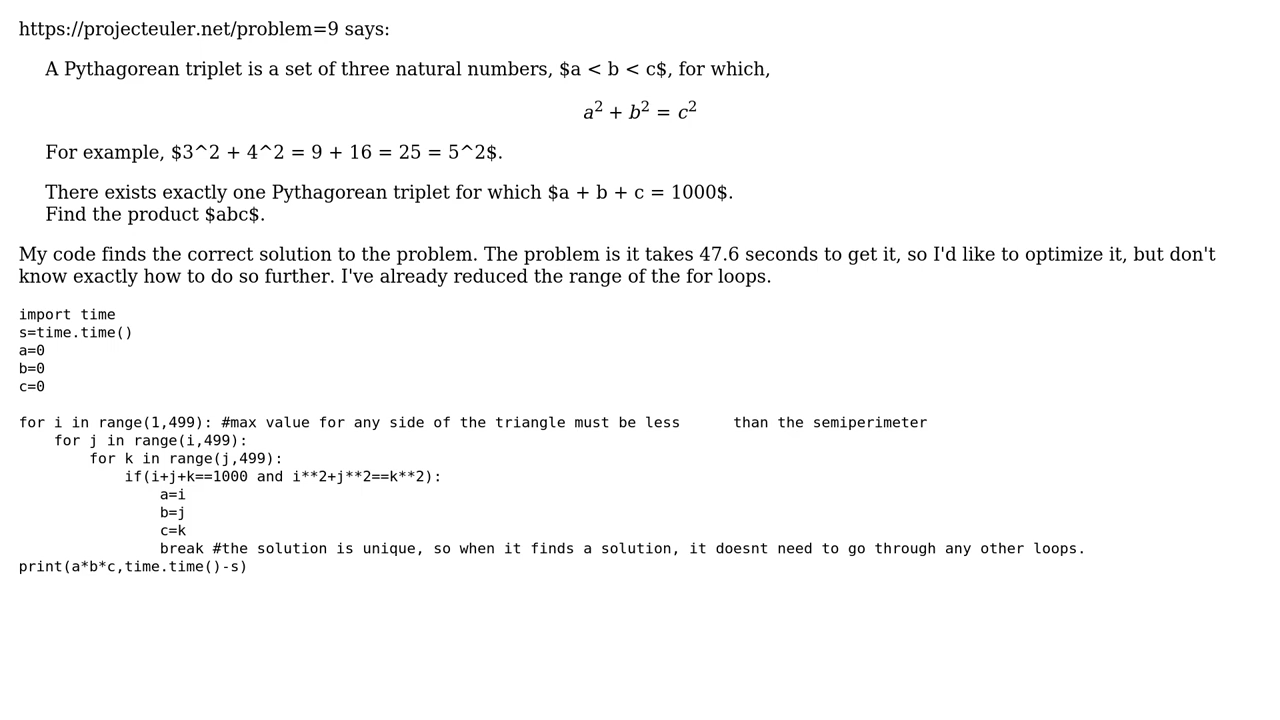 https://projecteuler.net/problem=9 says:
A Pythagorean triplet is a set of three natural numbers, $a < b < c$, for which,
a² + b² = c²
For example, $3^2 + 4^2 = 9 + 16 = 25 = 5^2$.
There exists exactly one Pythagorean triplet for which $a + b + c = 1000$.
Find the product $abc$.
My code finds the correct solution to the problem. The problem is it takes 47.6 seconds to get it, so I'd like to optimize it, but don't
know exactly how to do so further. I've already reduced the range of the for loops.
import time
s=time.time()
a=0
b=0
c=0
for i in range(1,499): #max value for any side of the triangle must be less      than the semiperimeter
    for j in range(i,499):
        for k in range(j,499):
            if(i+j+k==1000 and i**2+j**2==k**2):
                a=i
                b=j
                c=k
                break #the solution is unique, so when it finds a solution, it doesnt need to go through any other loops.
print(a*b*c,time.time()-s)